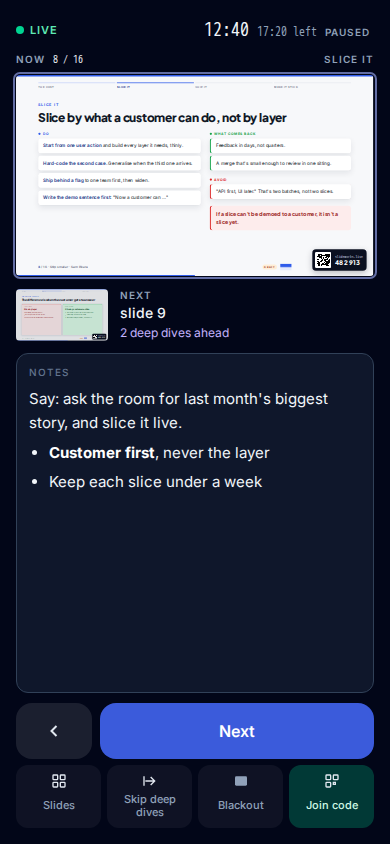 LIVE
12:40 17:20 left PAUSED
NOW 8 / 16
SLICE IT
SLICE IT
Slice by what a customer can do, not by layer
DO
Start from one user action and build every layer it needs, thinly.
Hard-code the second case. Generalise when the third one arrives.
Ship behind a flag to one team first, then widen.
Write the demo sentence first: "Now a customer can ..."
WHAT COMES BACK
Feedback in days, not quarters.
A merge that's small enough to review in one sitting.
AVOID
"API first, UI later." That's two batches, not two slices.
If a slice can't be demoed to a customer, it isn't a
slice yet.
482 913
NEXT
slide 9
2 deep dives ahead
NOTES
Say: ask the room for last month's biggest
story, and slice it live.
• Customer first, never the layer
• Keep each slice under a week
Next
Slides
Skip deep
dives
Blackout
Join code